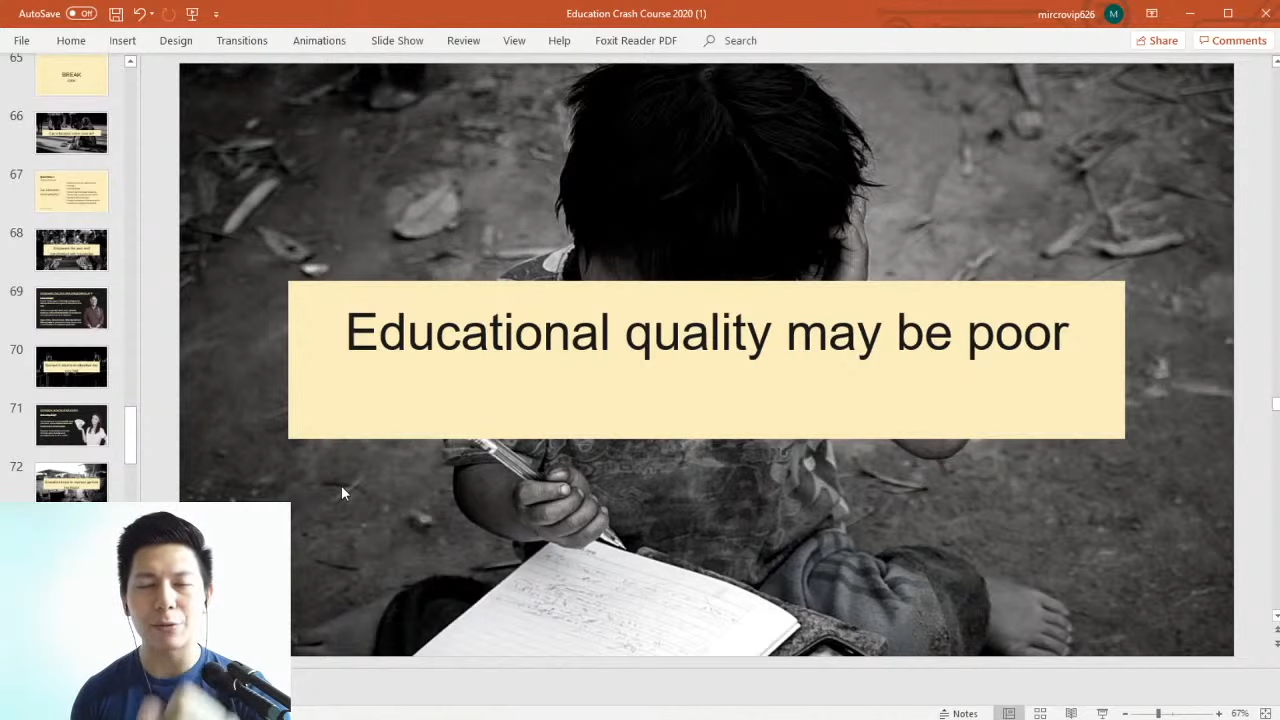 AutoSave Off
Education Crash Course 2020 (1)
mircrovip626
M
File Home Insert Design Transitions Animations Slide Show Review View Help Foxit Reader PDF Search
Share Comments
65
BREAK
66
67
68
69
70
71
72
Educational quality may be poor
Notes
67%